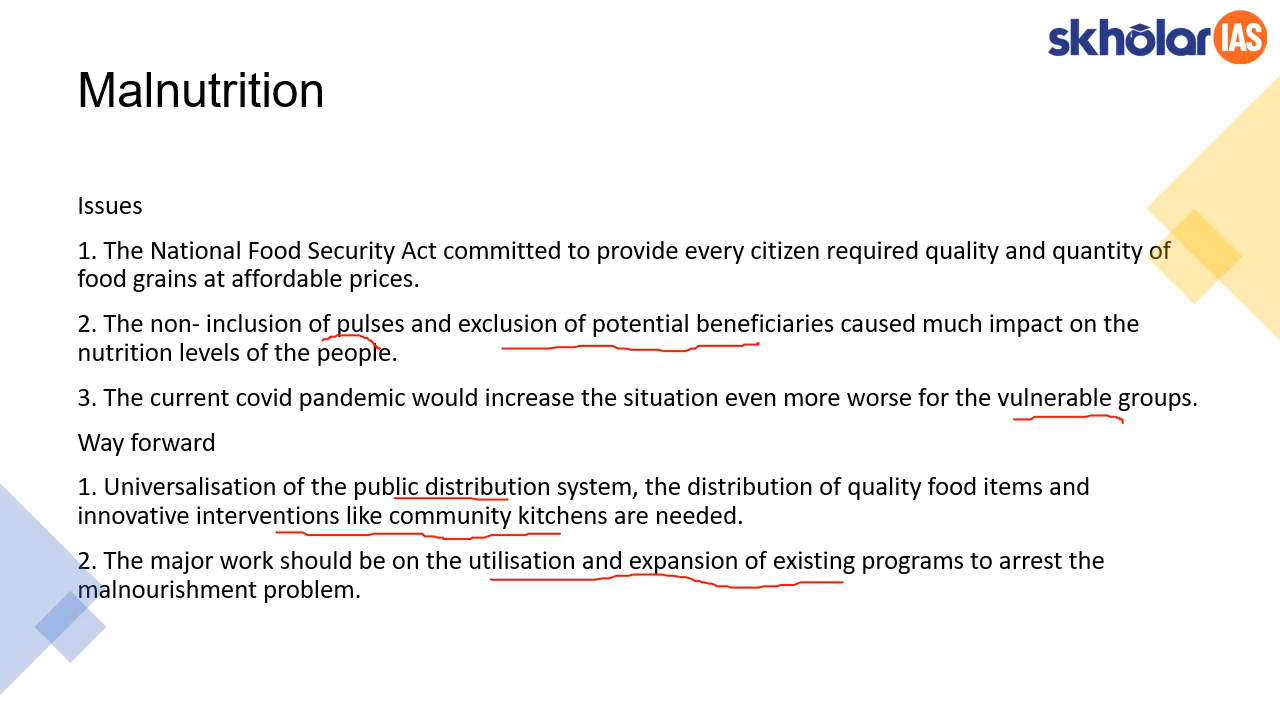 skholar IAS
Malnutrition
Issues
1. The National Food Security Act committed to provide every citizen required quality and quantity of
food grains at affordable prices.
2. The non- inclusion of pulses and exclusion of potential beneficiaries caused much impact on the
nutrition levels of the people.
3. The current covid pandemic would increase the situation even more worse for the vulnerable groups.
Way forward
1. Universalisation of the public distribution system, the distribution of quality food items and
innovative interventions like community kitchens are needed.
2. The major work should be on the utilisation and expansion of existing programs to arrest the
malnourishment problem.